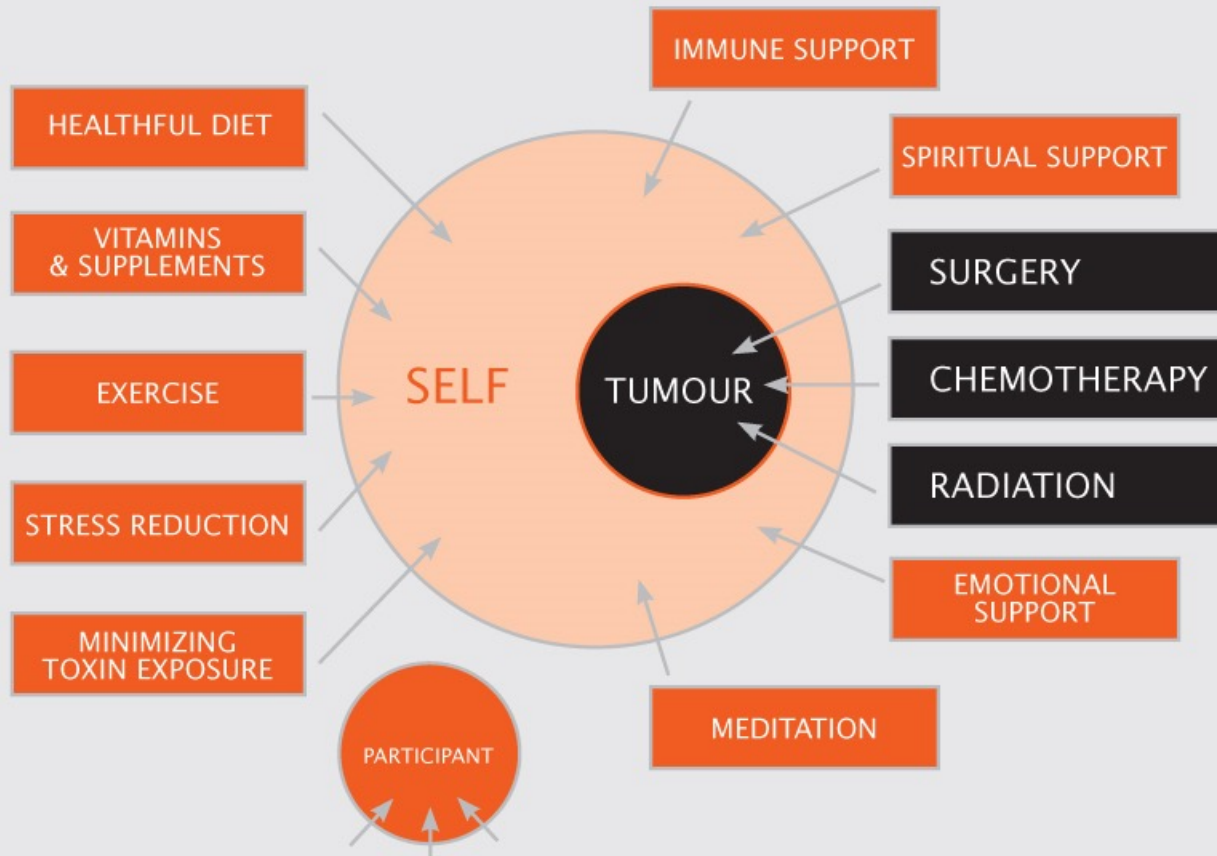 IMMUNE SUPPORT
HEALTHFUL DIET
SPIRITUAL SUPPORT
VITAMINS
& SUPPLEMENTS
SURGERY
EXERCISE
SELF
TUMOUR
CHEMOTHERAPY
RADIATION
STRESS REDUCTION
EMOTIONAL
SUPPORT
MINIMIZING
TOXIN EXPOSURE
MEDITATION
PARTICIPANT